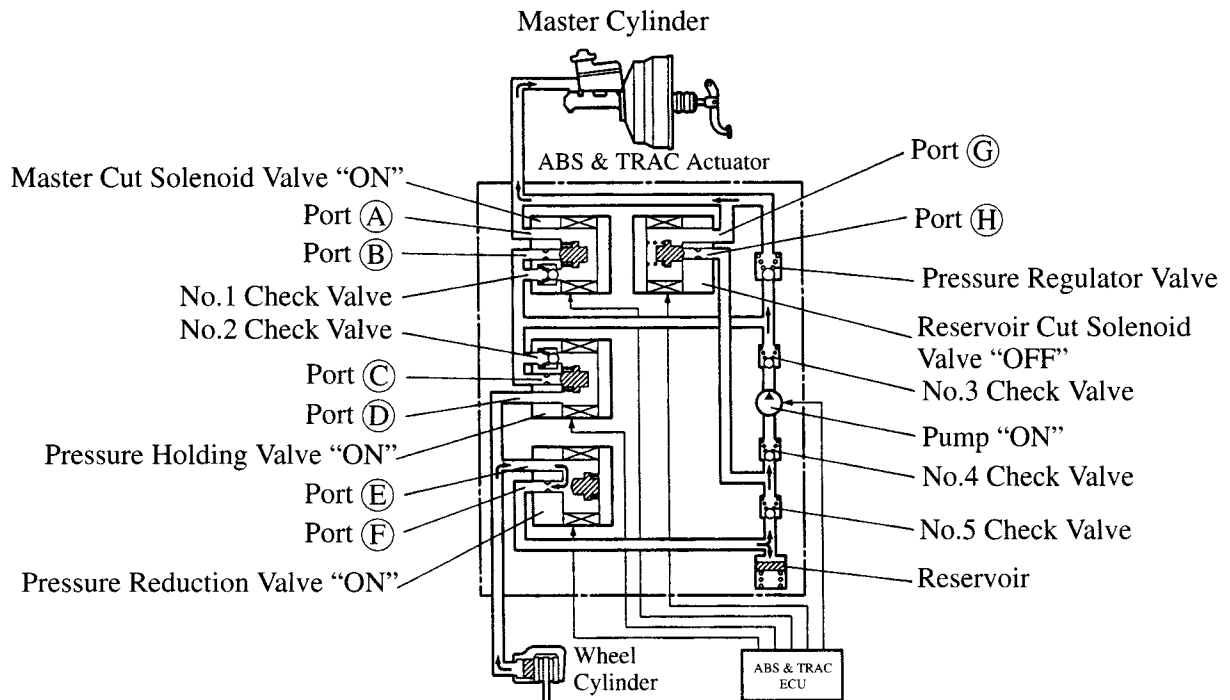 Master Cylinder
ABS & TRAC Actuator
Master Cut Solenoid Valve “ON”
Port Ⓐ
Port Ⓑ
No.1 Check Valve
No.2 Check Valve
Port Ⓒ
Port Ⓓ
Pressure Holding Valve “ON”
Port Ⓔ
Port Ⓕ
Pressure Reduction Valve “ON”
Port Ⓖ
Port Ⓗ
Pressure Regulator Valve
Reservoir Cut Solenoid
Valve “OFF”
No.3 Check Valve
Pump “ON”
No.4 Check Valve
No.5 Check Valve
Reservoir
Wheel
Cylinder
ABS & TRAC
ECU